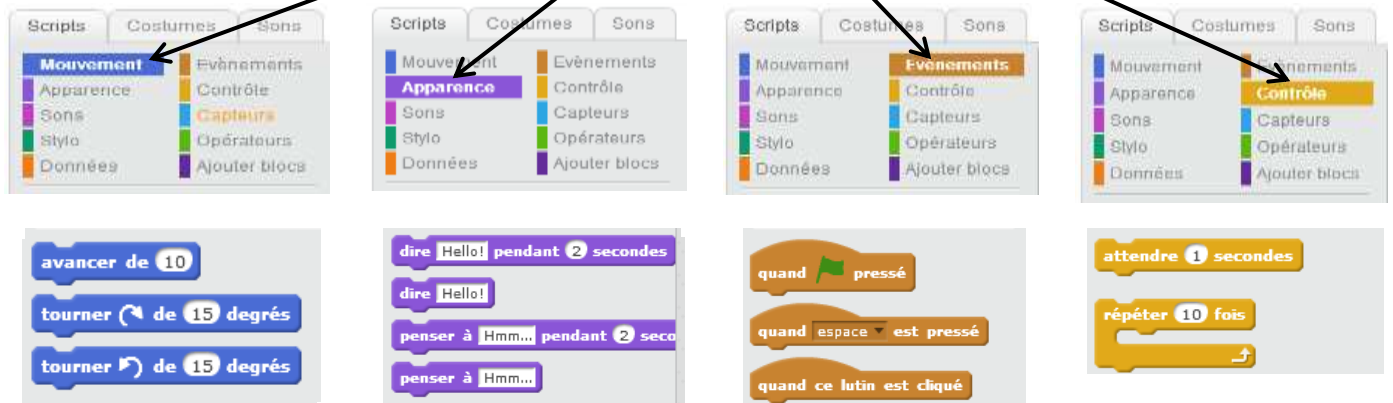 Scripts Costumes Sons
Mouvement Evènements
Apparence Contrôle
Sons Capteurs
Stylo Opérateurs
Données Ajouter blocs
avancer de 10
tourner de 15 degrés
tourner de 15 degrés
Scripts Costumes Sons
Mouvement Evènements
Apparence Contrôle
Sons Capteurs
Stylo Opérateurs
Données Ajouter blocs
dire Hello! pendant 2 secondes
dire Hello!
penser à Hmm... pendant 2 seco
penser à Hmm...
Scripts Costumes Sons
Mouvement Evènements
Apparence Contrôle
Sons Capteurs
Stylo Opérateurs
Données Ajouter blocs
quand pressé
quand espace est pressé
quand ce lutin est cliqué
Scripts Costumes Sons
Mouvement Evènements
Apparence Contrôle
Sons Capteurs
Stylo Opérateurs
Données Ajouter blocs
attendre 1 secondes
répéter 10 fois